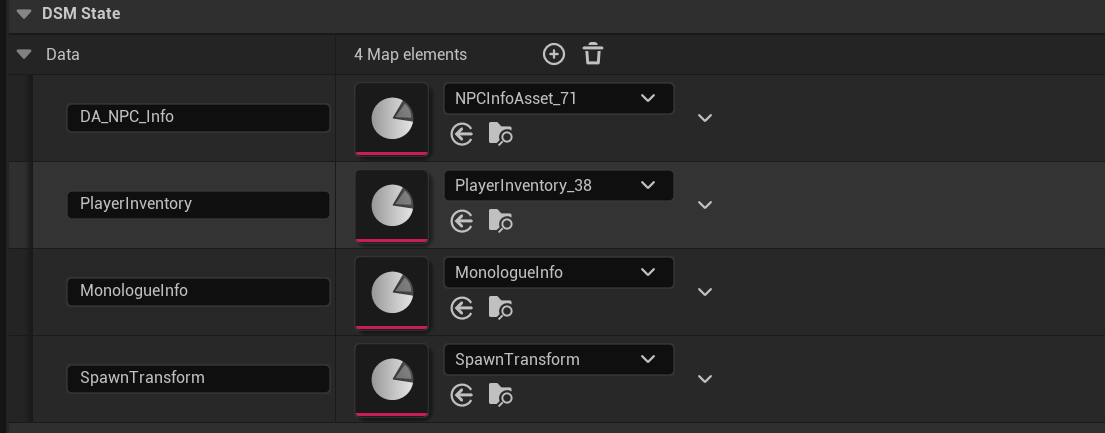 DSM State
Data
4 Map elements
DA_NPC_Info
NPCInfoAsset_71
PlayerInventory
PlayerInventory_38
MonologueInfo
MonologueInfo
SpawnTransform
SpawnTransform